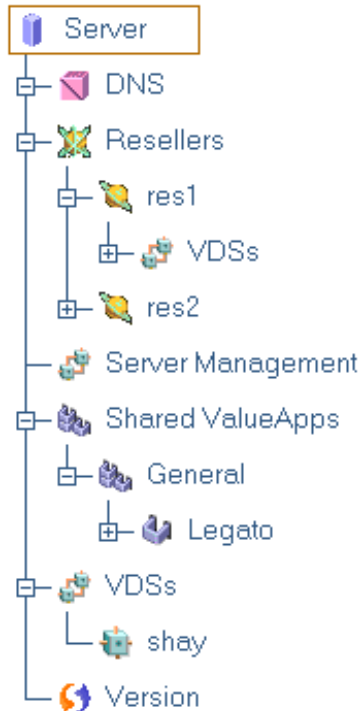 Server
DNS
Resellers
res1
VDSs
res2
Server Management
Shared ValueApps
General
Legato
VDSs
shay
Version